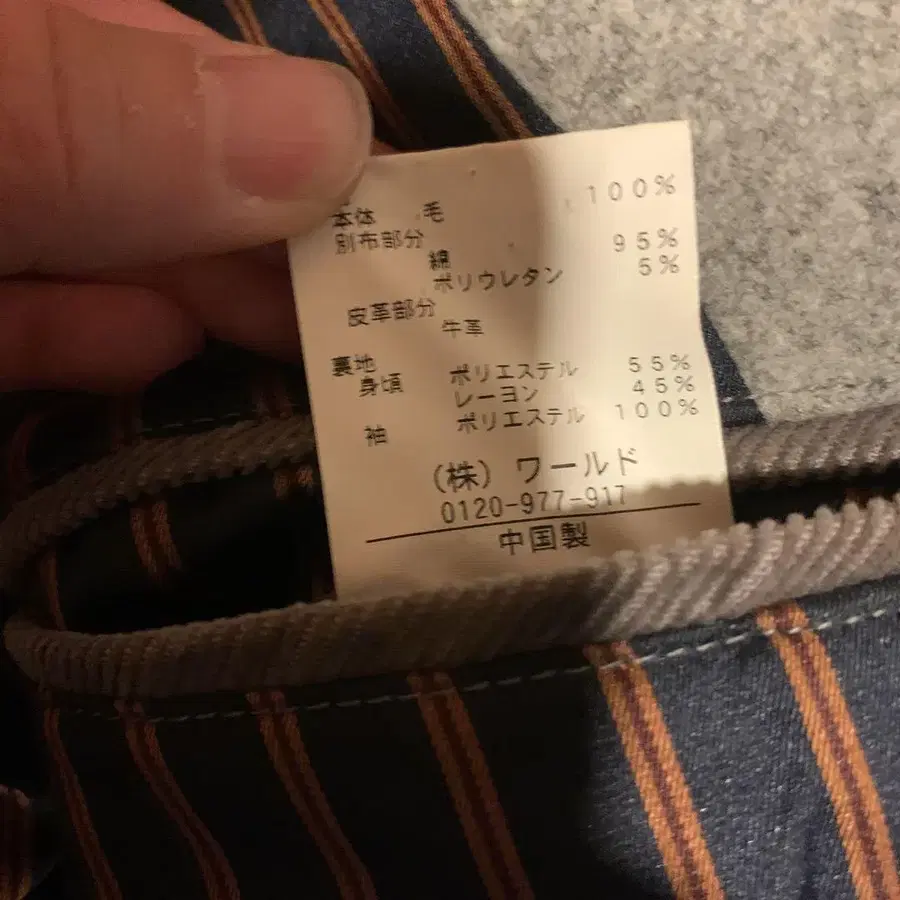 本体 毛 100%
別布部分
綿 95%
ポリウレタン 5%
皮革部分
牛革
裏地
身頃 ポリエステル 55%
レーヨン 45%
袖 ポリエステル 100%
(株) ワールド
0120-977-917
中国製